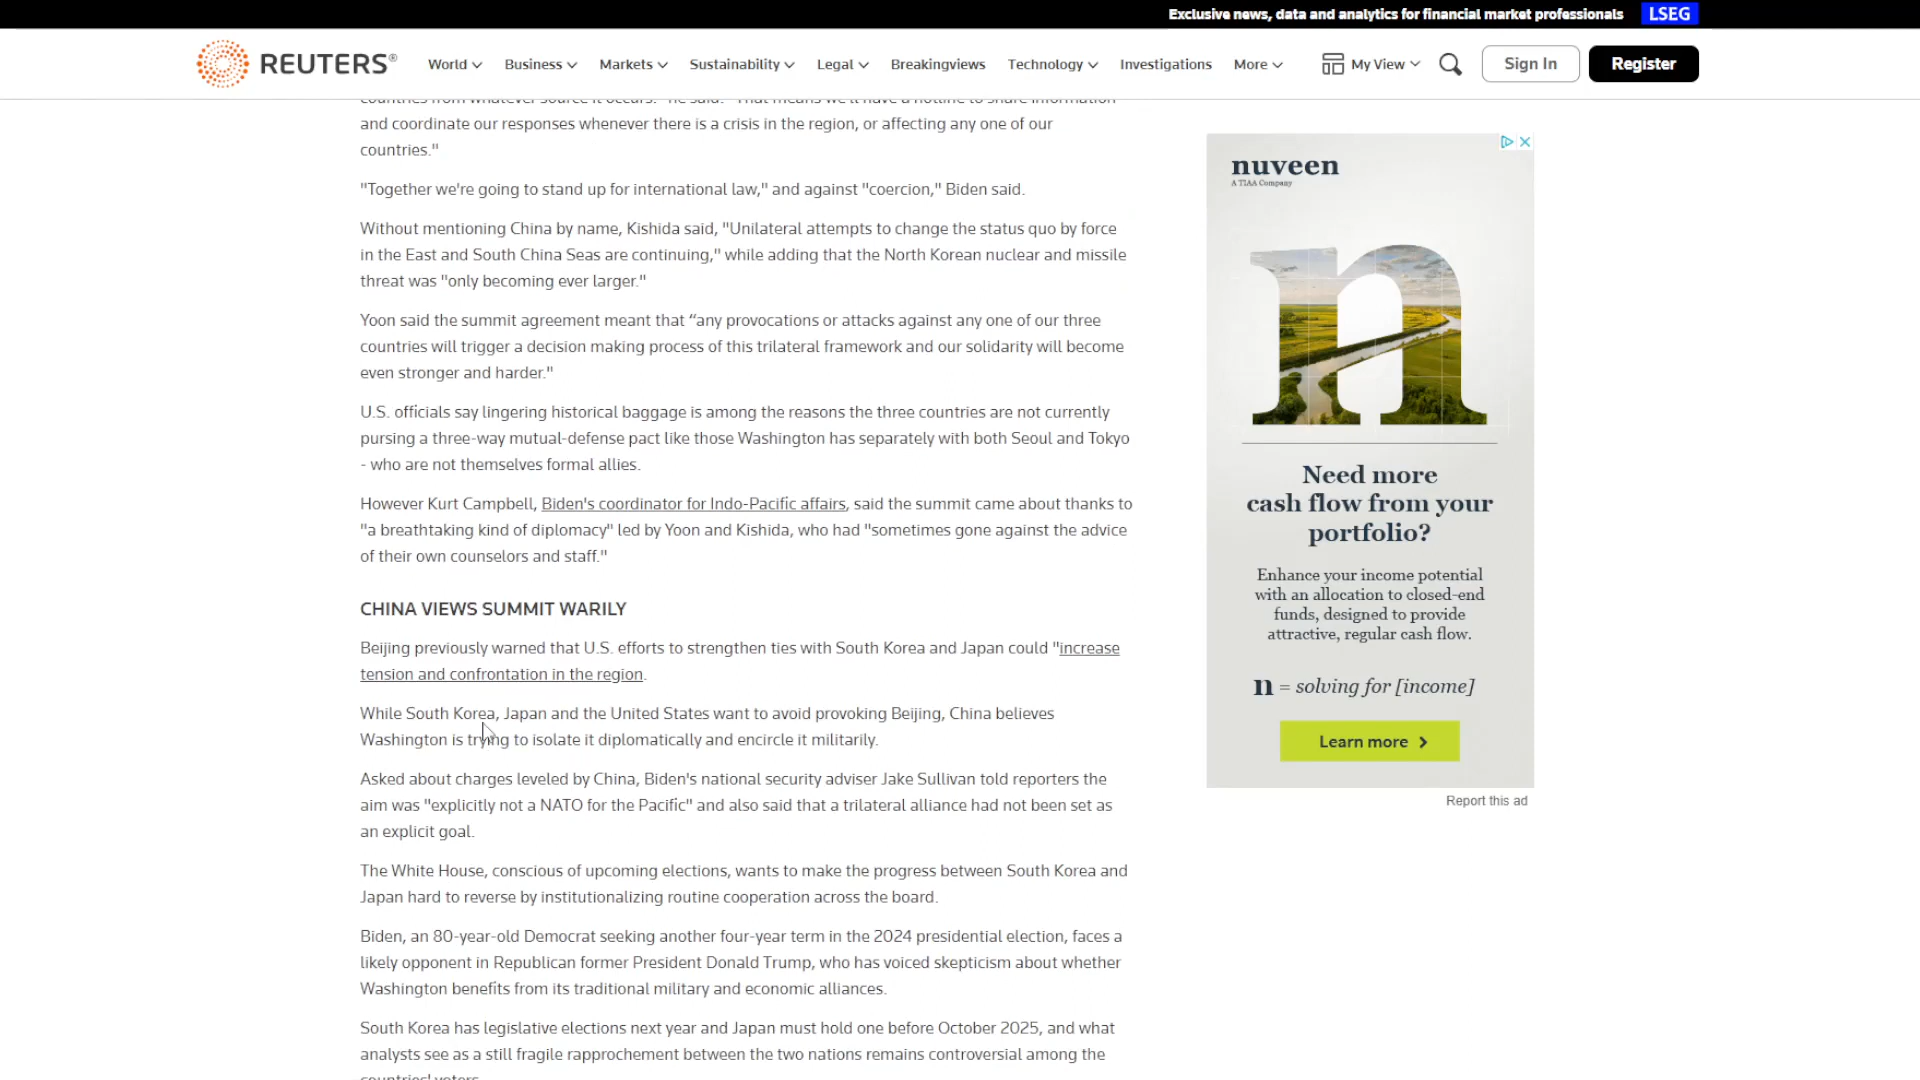 Exclusive news, data and analytics for financial market professionals LSEG
REUTERS®
World Business Markets Sustainability Legal Breakingviews Technology Investigations More My View Sign In Register
countries from whatever source it occurs." he said. "That means we'll have a hotline to share information
and coordinate our responses whenever there is a crisis in the region, or affecting any one of our
countries."
"Together we're going to stand up for international law," and against "coercion," Biden said.
Without mentioning China by name, Kishida said, "Unilateral attempts to change the status quo by force
in the East and South China Seas are continuing," while adding that the North Korean nuclear and missile
threat was "only becoming ever larger."
Yoon said the summit agreement meant that “any provocations or attacks against any one of our three
countries will trigger a decision making process of this trilateral framework and our solidarity will become
even stronger and harder."
U.S. officials say lingering historical baggage is among the reasons the three countries are not currently
pursing a three-way mutual-defense pact like those Washington has separately with both Seoul and Tokyo
- who are not themselves formal allies.
However Kurt Campbell, Biden's coordinator for Indo-Pacific affairs, said the summit came about thanks to
"a breathtaking kind of diplomacy" led by Yoon and Kishida, who had "sometimes gone against the advice
of their own counselors and staff."
CHINA VIEWS SUMMIT WARILY
Beijing previously warned that U.S. efforts to strengthen ties with South Korea and Japan could "increase
tension and confrontation in the region.
While South Korea, Japan and the United States want to avoid provoking Beijing, China believes
Washington is trying to isolate it diplomatically and encircle it militarily.
Asked about charges leveled by China, Biden's national security adviser Jake Sullivan told reporters the
aim was "explicitly not a NATO for the Pacific" and also said that a trilateral alliance had not been set as
an explicit goal.
The White House, conscious of upcoming elections, wants to make the progress between South Korea and
Japan hard to reverse by institutionalizing routine cooperation across the board.
Biden, an 80-year-old Democrat seeking another four-year term in the 2024 presidential election, faces a
likely opponent in Republican former President Donald Trump, who has voiced skepticism about whether
Washington benefits from its traditional military and economic alliances.
South Korea has legislative elections next year and Japan must hold one before October 2025, and what
analysts see as a still fragile rapprochement between the two nations remains controversial among the
countries' voters.
nuveen
A TIAA Company
n
Need more
cash flow from your
portfolio?
Enhance your income potential
with an allocation to closed-end
funds, designed to provide
attractive, regular cash flow.
n = solving for [income]
Learn more
Report this ad